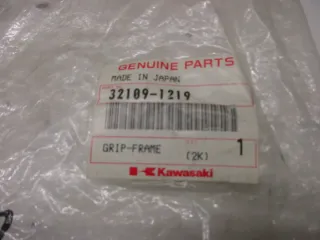 GENUINE PARTS
MADE IN JAPAN
32109-1219
GRIP-FRAME (2K) 1
Kawasaki